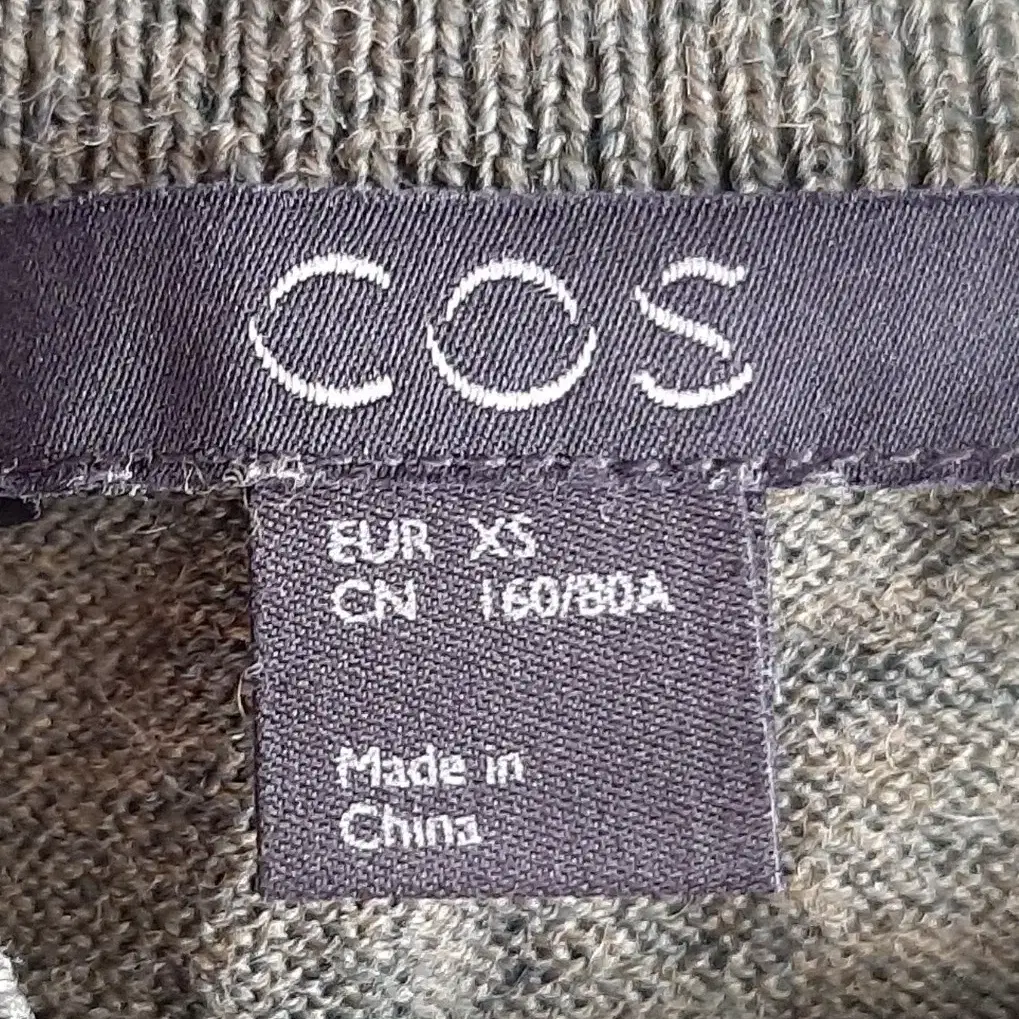 COS
EUR XS
CN 160/80A
Made in
China